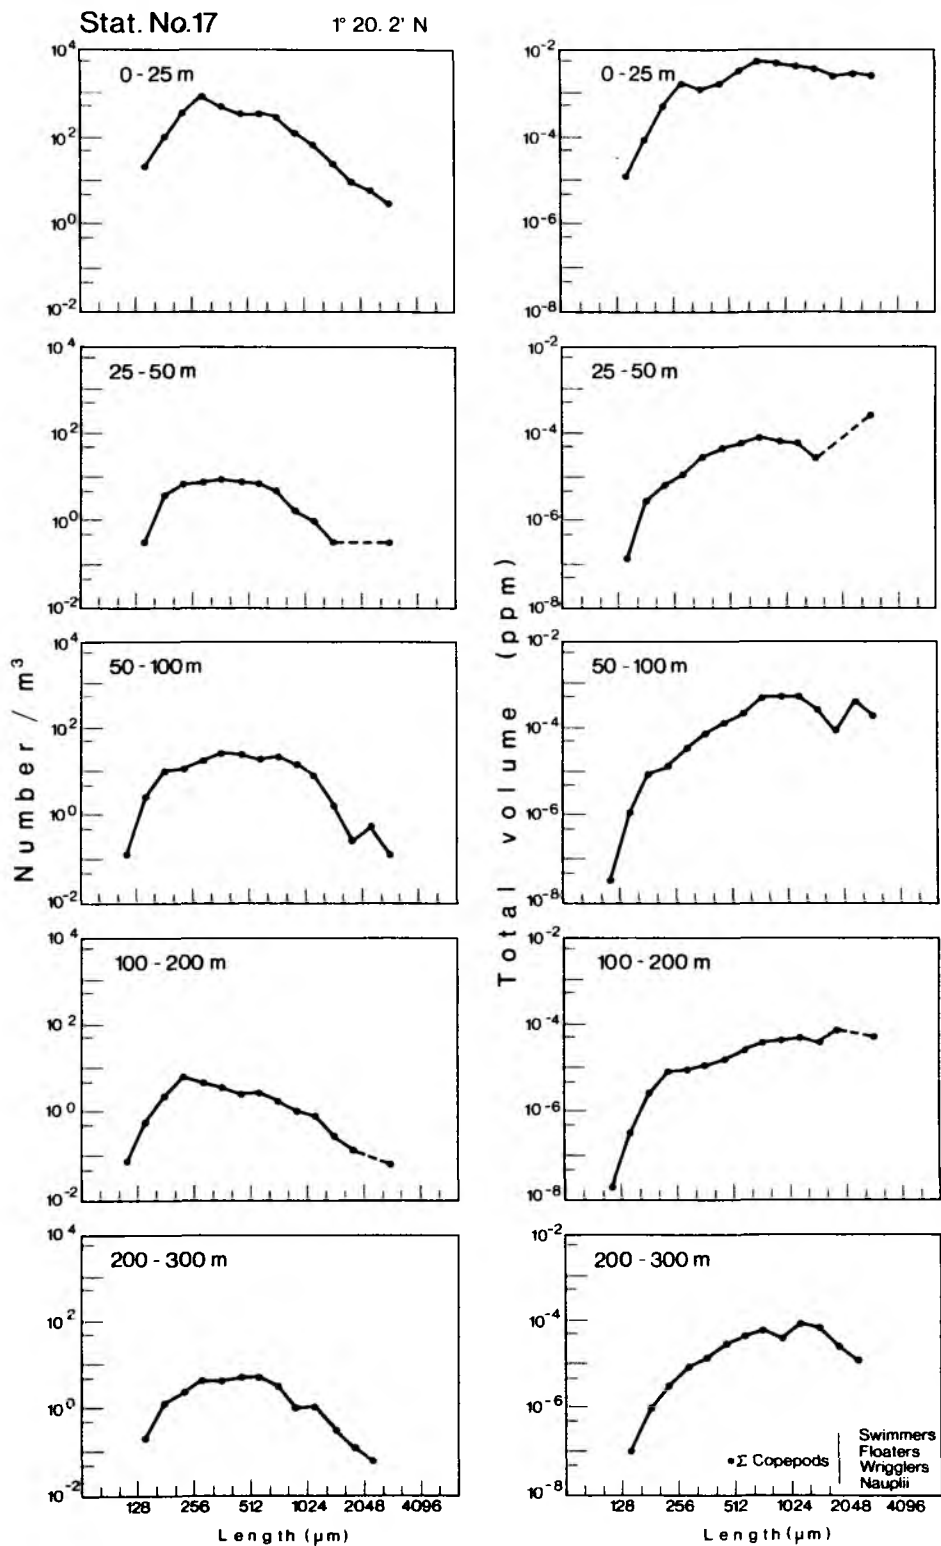 Stat. No.17 1° 20. 2' N
0-25 m
10⁴
10²
10⁰
10⁻²
0-25 m
10⁻²
10⁻⁴
10⁻⁶
10⁻⁸
25-50 m
10⁴
10²
10⁰
10⁻²
25-50 m
10⁻²
10⁻⁴
10⁻⁶
10⁻⁸
50-100 m
10⁴
10²
10⁰
10⁻²
50-100 m
10⁻²
10⁻⁴
10⁻⁶
10⁻⁸
100-200 m
10⁴
10²
10⁰
10⁻²
100-200 m
10⁻²
10⁻⁴
10⁻⁶
10⁻⁸
200-300 m
10⁴
10²
10⁰
10⁻²
200-300 m
10⁻²
10⁻⁴
10⁻⁶
10⁻⁸
Number / m³
Total volume (ppm)
•Σ Copepods
Swimmers
Floaters
Wrigglers
Nauplii
128 256 512 1024 2048 4096
Length (μm)
128 256 512 1024 2048 4096
Length (μm)